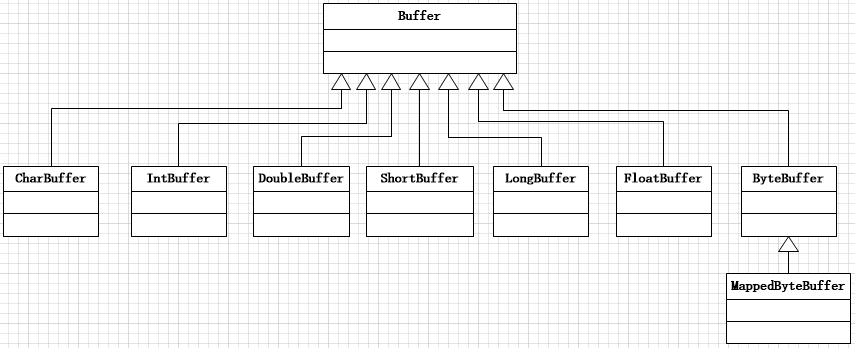 Buffer
CharBuffer
IntBuffer
DoubleBuffer
ShortBuffer
LongBuffer
FloatBuffer
ByteBuffer
MappedByteBuffer